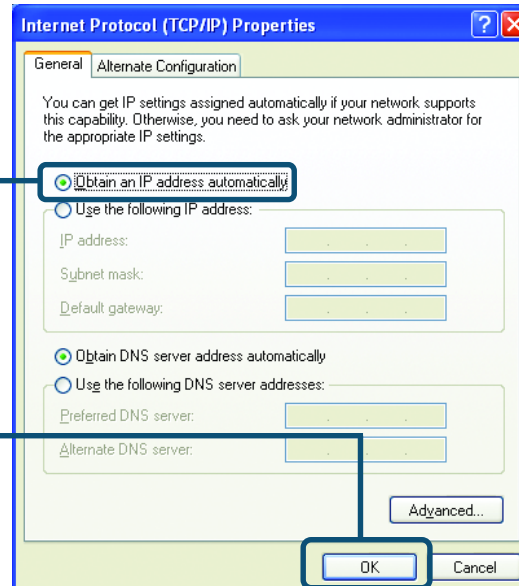 Internet Protocol (TCP/IP) Properties
General
Alternate Configuration
You can get IP settings assigned automatically if your network supports
this capability. Otherwise, you need to ask your network administrator for
the appropriate IP settings.
Obtain an IP address automatically
Use the following IP address:
IP address:
Subnet mask:
Default gateway:
Obtain DNS server address automatically
Use the following DNS server addresses:
Preferred DNS server:
Alternate DNS server:
Advanced...
OK
Cancel